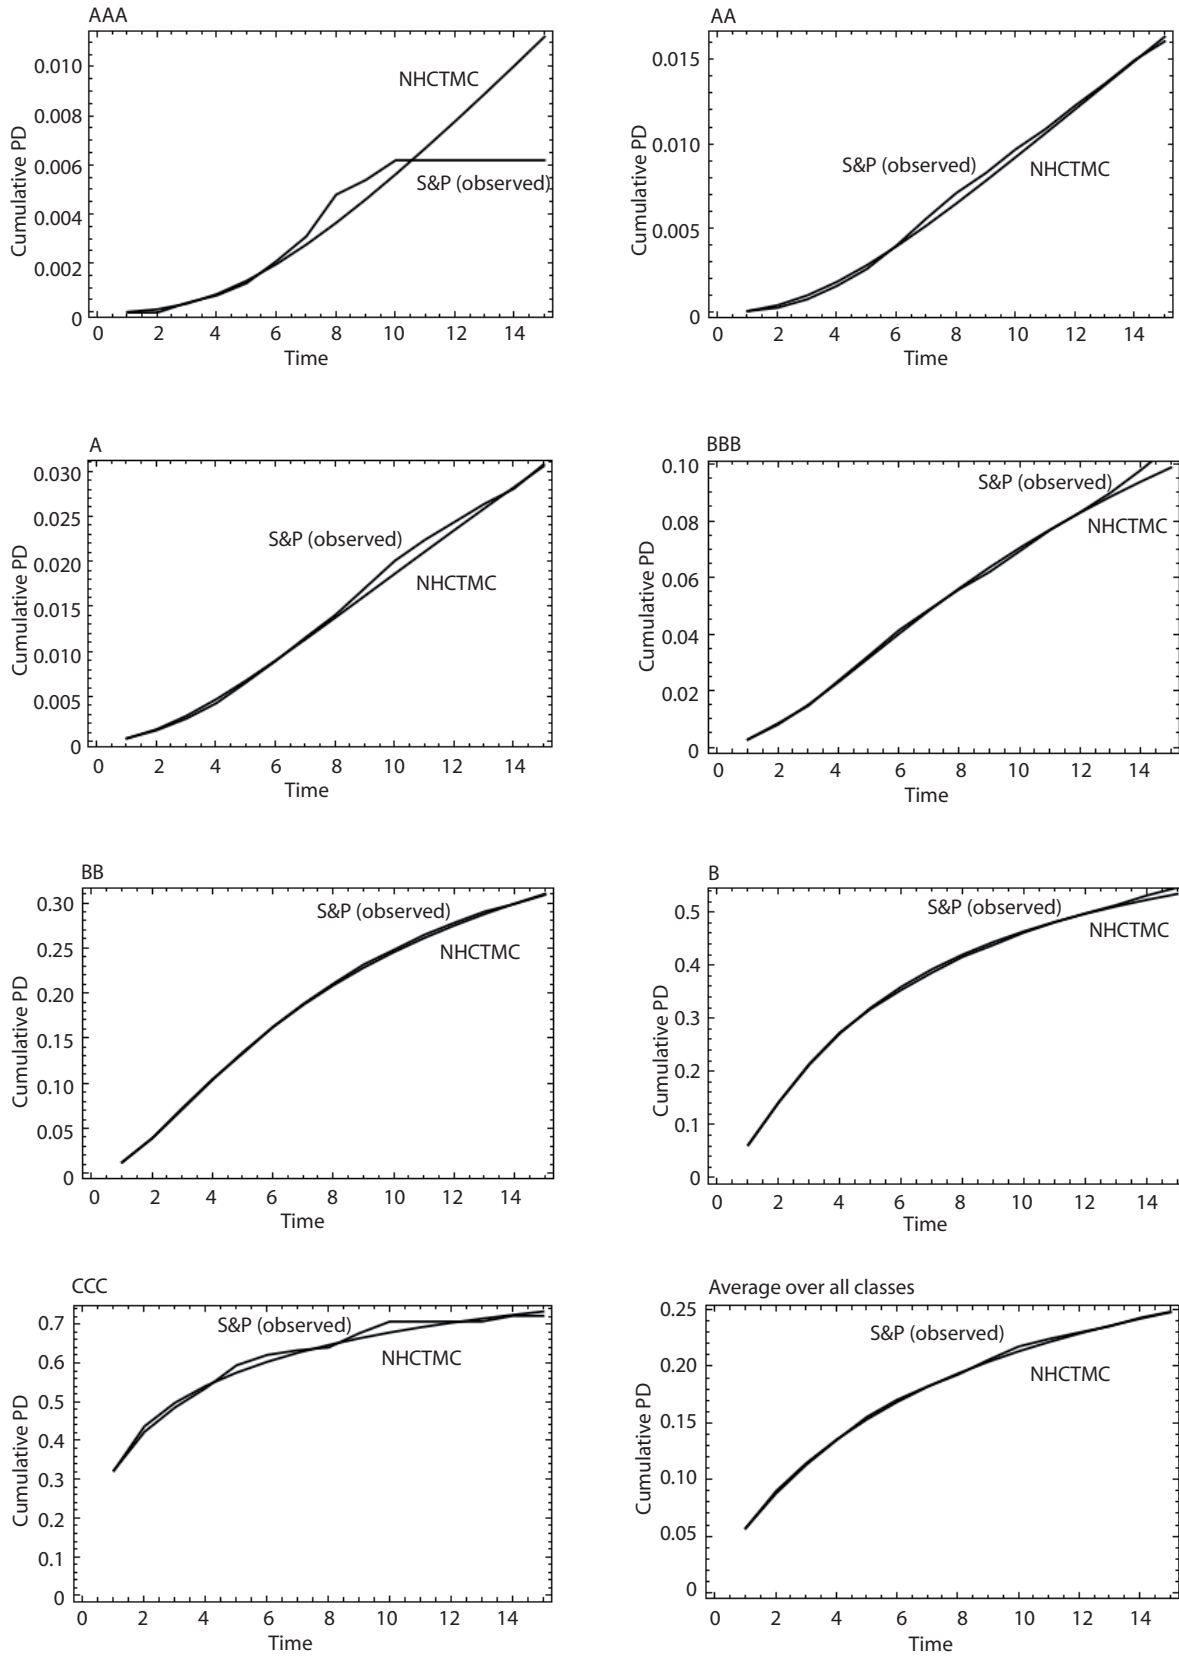 AAA
0.010
0.008
0.006
0.004
0.002
0
Cumulative PD
NHCTMC
S&P (observed)
0 2 4 6 8 10 12 14
Time
AA
0.015
0.010
0.005
0
Cumulative PD
S&P (observed)
NHCTMC
0 2 4 6 8 10 12 14
Time
A
0.030
0.025
0.020
0.015
0.010
0.005
0
Cumulative PD
S&P (observed)
NHCTMC
0 2 4 6 8 10 12 14
Time
BBB
0.10
0.08
0.06
0.04
0.02
0
Cumulative PD
S&P (observed)
NHCTMC
0 2 4 6 8 10 12 14
Time
BB
0.30
0.25
0.20
0.15
0.10
0.05
0
Cumulative PD
S&P (observed)
NHCTMC
0 2 4 6 8 10 12 14
Time
B
0.5
0.4
0.3
0.2
0.1
0
Cumulative PD
S&P (observed)
NHCTMC
0 2 4 6 8 10 12 14
Time
CCC
0.7
0.6
0.5
0.4
0.3
0.2
0.1
0
Cumulative PD
S&P (observed)
NHCTMC
0 2 4 6 8 10 12 14
Time
Average over all classes
0.25
0.20
0.15
0.10
0.05
0
Cumulative PD
S&P (observed)
NHCTMC
0 2 4 6 8 10 12 14
Time